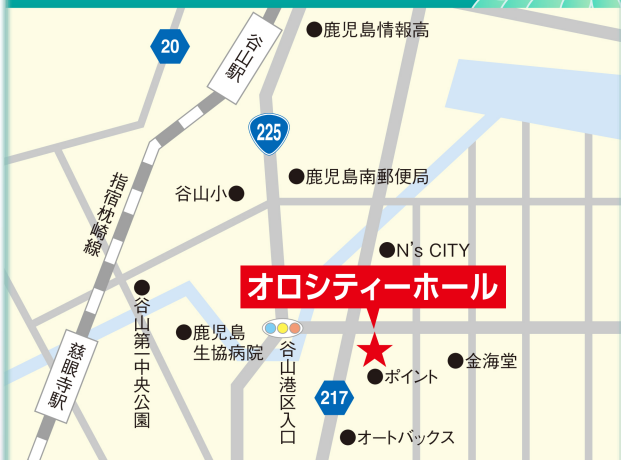 鹿児島情報高
20
谷山駅
225
鹿児島南郵便局
谷山小
指宿枕崎線
N's CITY
オロシティーホール
谷山第一中央公園
鹿児島
生協病院
谷山港区入口
慈眼寺駅
金海堂
ポイント
217
オートバックス